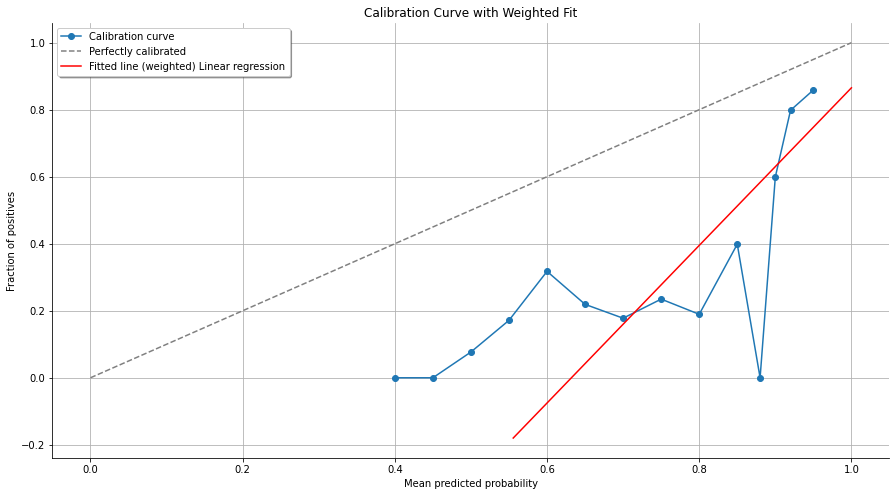 Calibration Curve with Weighted Fit
Calibration curve
Perfectly calibrated
Fitted line (weighted) Linear regression
1.0
0.8
0.6
0.4
0.2
0.0
−0.2
Fraction of positives
0.0 0.2 0.4 0.6 0.8 1.0
Mean predicted probability